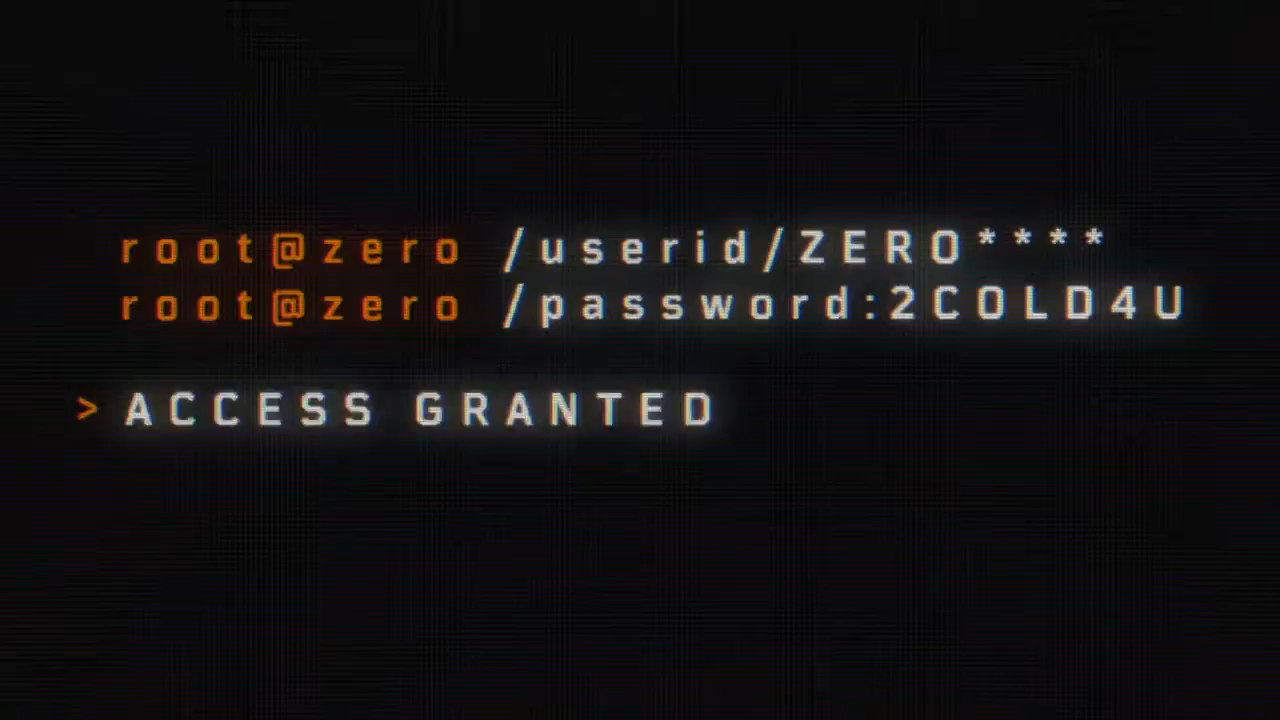 root@zero /userid/ZERO****
root@zero /password:2COLD4U
> ACCESS GRANTED